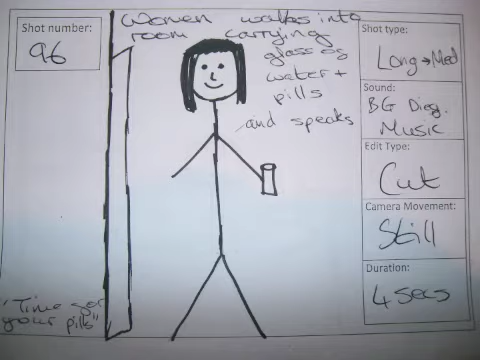 Shot number:
96
Women walks into
room carrying
glass of
water +
pills
and speaks
"Time for
your pills"
Shot type:
Long → Med
Sound:
BG Dieg.
Music
Edit Type:
Cut
Camera Movement:
Still
Duration:
4 secs